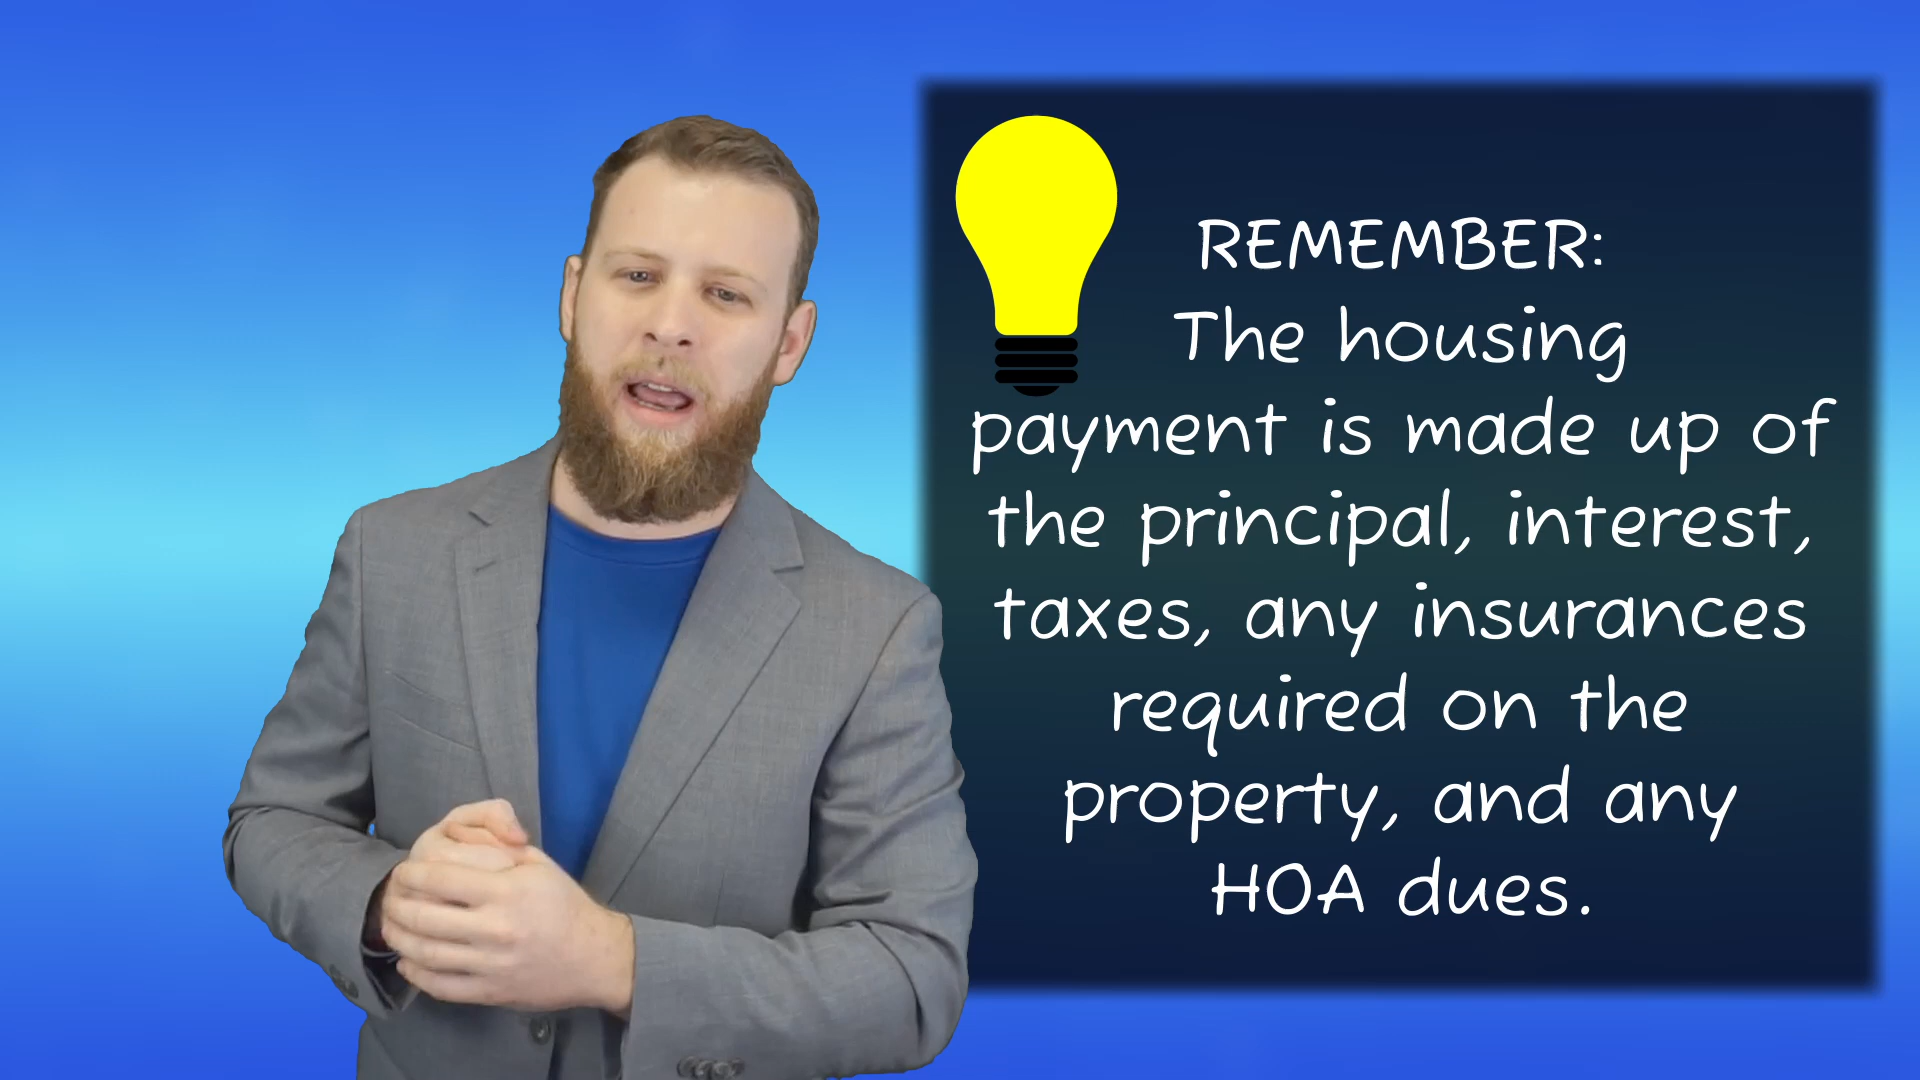 REMEMBER:
The housing
payment is made up of
the principal, interest,
taxes, any insurances
required on the
property, and any
HOA dues.